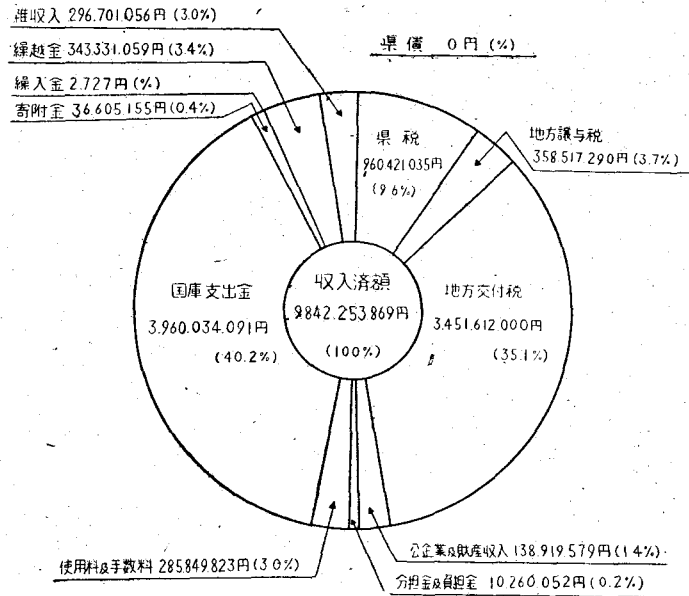 雑収入 296.701.056円(3.0%)
繰越金 343.331.059円(3.4%)
繰入金 2.727円(%)
寄附金 36.605.155円(0.4%)
県債 0円(%)
県税
960.421.035円
(9.6%)
地方譲与税
358.517.290円(3.7%)
地方交付税
3.451.612.000円
(35.1%)
収入済額
9.842.253.869円
(100%)
国庫支出金
3.960.034.091円
(40.2%)
公企業及財産収入 138.919.579円(1.4%)
分担金及負担金 10.260.052円(0.2%)
使用料及手数料 285.849.823円(3.0%)